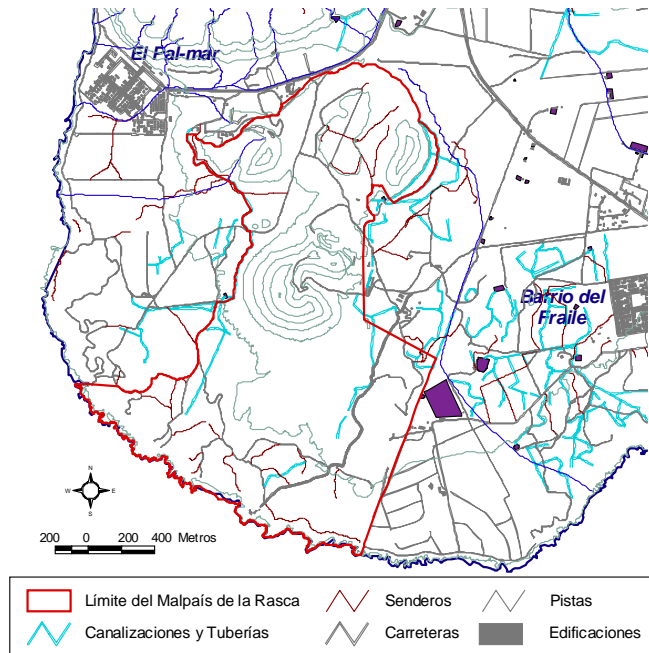 El Pal-mar
Barrio del
Fraile
N
W E
S
200 0 200 400 Metros
Límite del Malpaís de la Rasca Senderos Pistas
Canalizaciones y Tuberías Carreteras Edificaciones